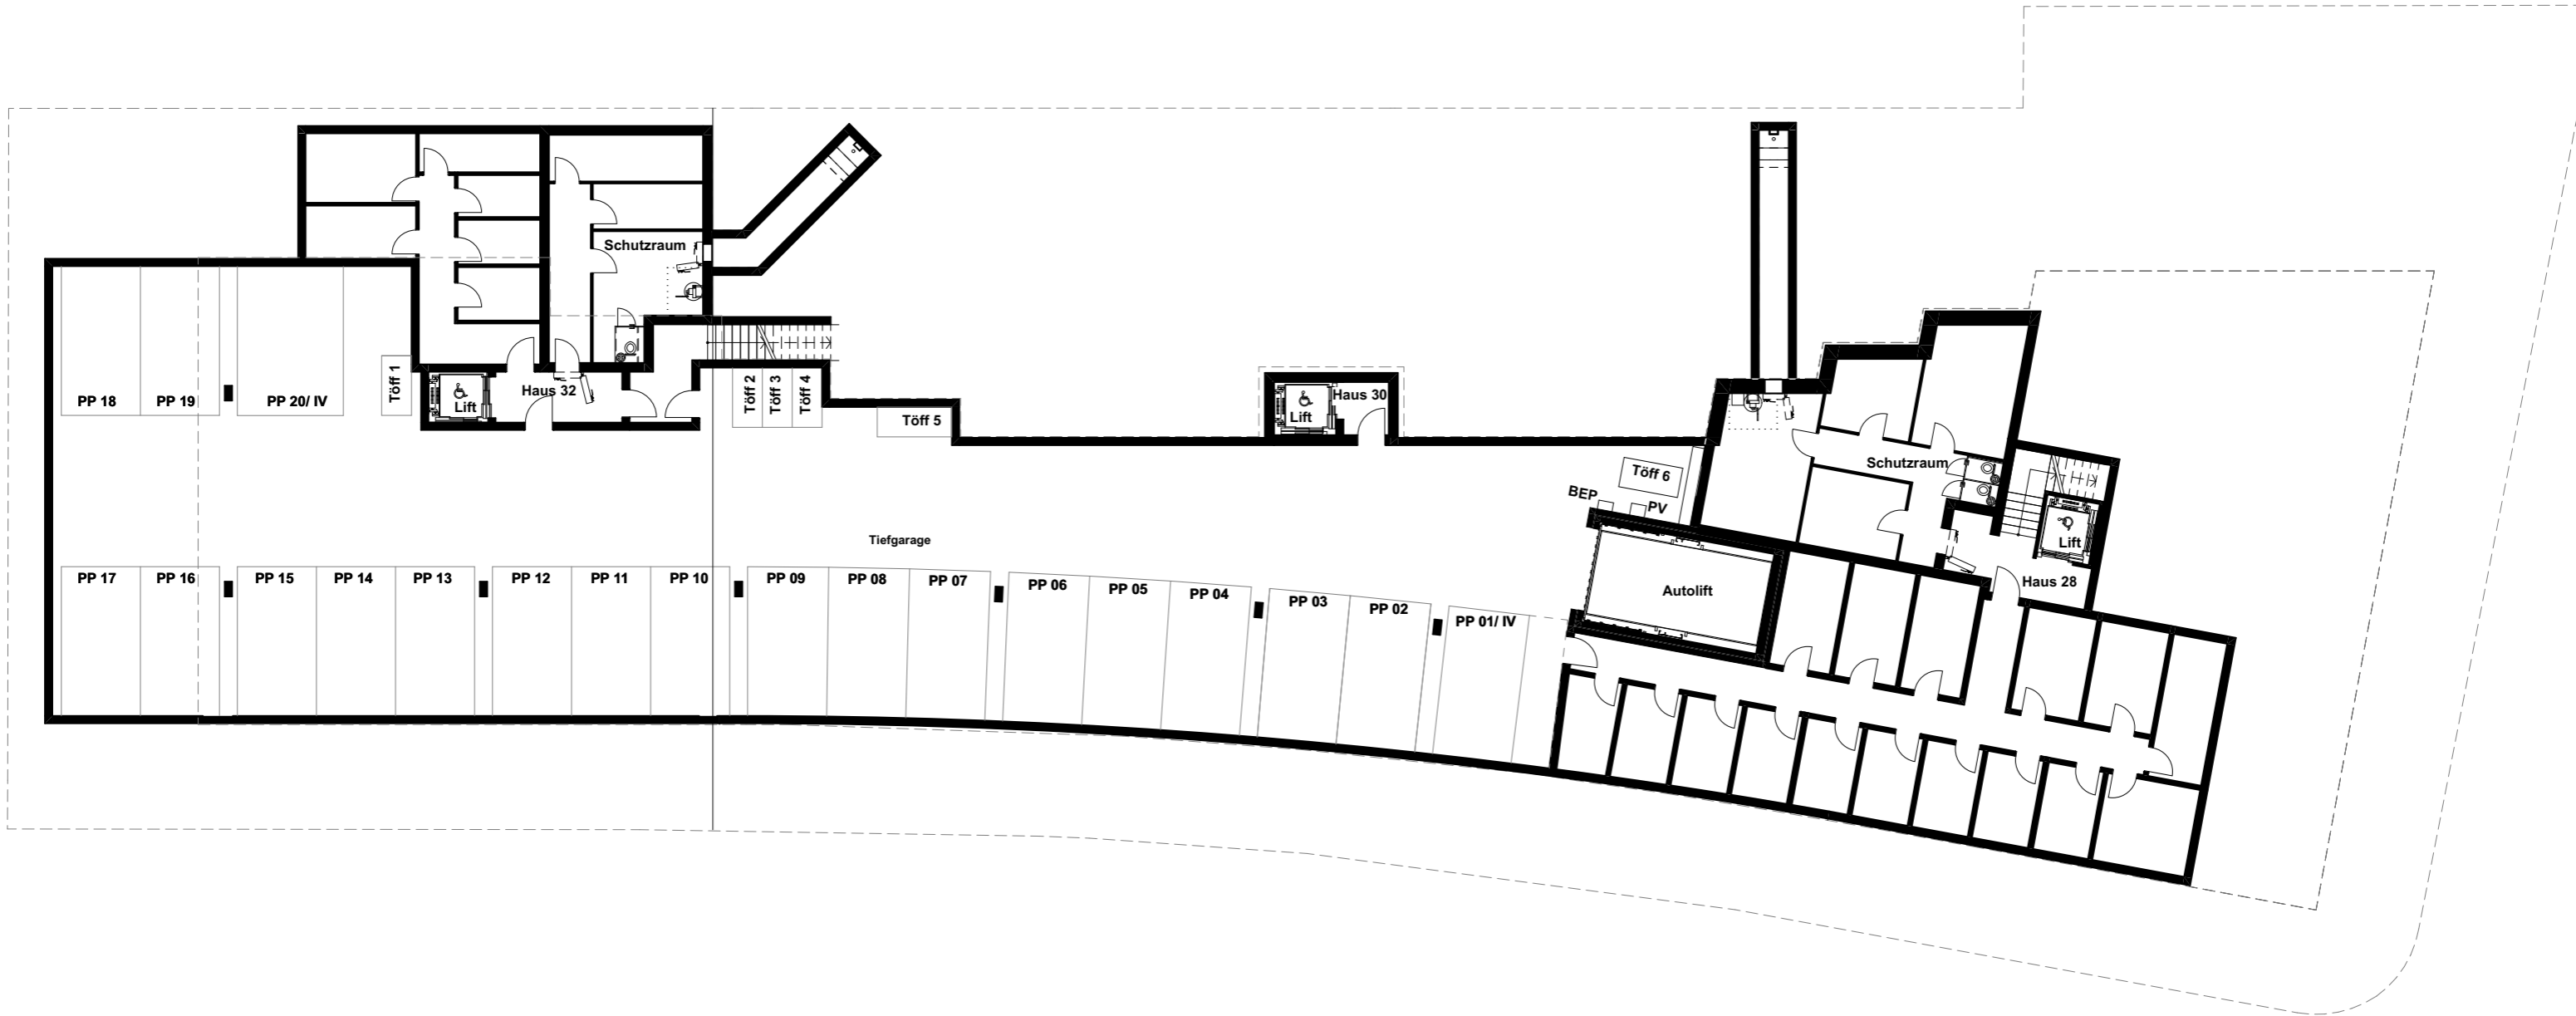 Schutzraum
PP 18
PP 19
PP 20/ IV
Töff 1
Lift
Haus 32
Töff 2
Töff 3
Töff 4
Töff 5
Lift
Haus 30
Töff 6
BEP
PV
Schutzraum
Lift
Haus 28
Tiefgarage
Autolift
PP 17
PP 16
PP 15
PP 14
PP 13
PP 12
PP 11
PP 10
PP 09
PP 08
PP 07
PP 06
PP 05
PP 04
PP 03
PP 02
PP 01/ IV